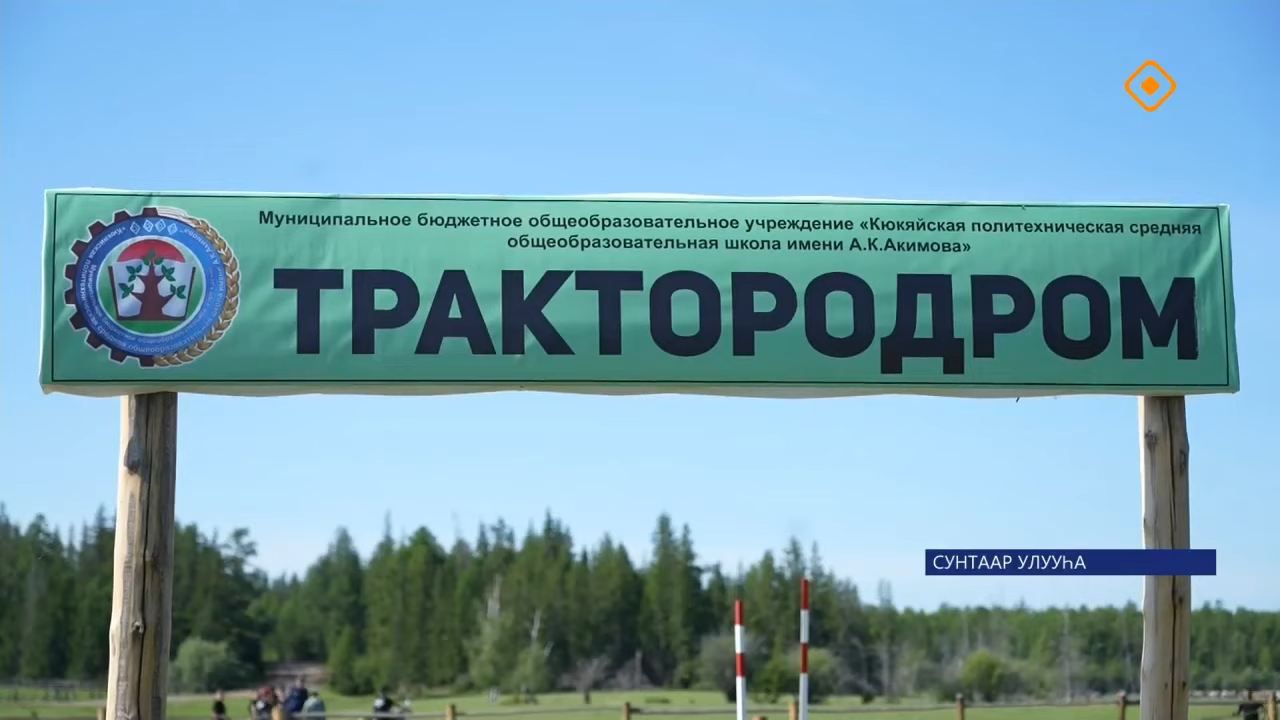 Муниципальное бюджетное общеобразовательное учреждение «Кюкяйская политехническая средняя
общеобразовательная школа имени А.К.Акимова»
ТРАКТОРОДРОМ
СУНТААР УЛУУҺА